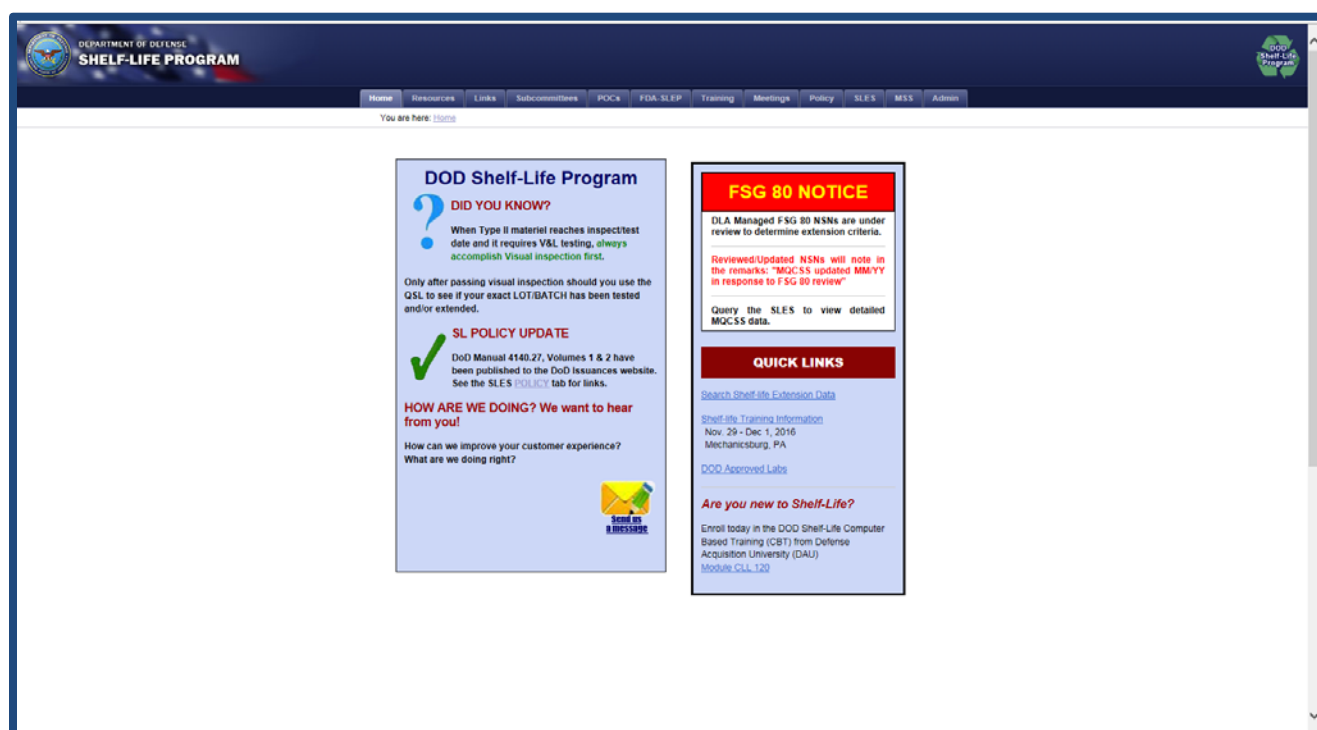 DEPARTMENT OF DEFENSE
SHELF-LIFE PROGRAM
DOD
Shelf-Life
Program
Home Resources Links Subcommittees POCs FDA-SLEP Training Meetings Policy SLES MSS Admin
You are here: Home
DOD Shelf-Life Program
DID YOU KNOW?
When Type II materiel reaches inspect/test
date and it requires V&L testing, always
accomplish Visual inspection first.
Only after passing visual inspection should you use the
QSL to see if your exact LOT/BATCH has been tested
and/or extended.
SL POLICY UPDATE
DoD Manual 4140.27, Volumes 1 & 2 have
been published to the DoD Issuances website.
See the SLES POLICY tab for links.
HOW ARE WE DOING? We want to hear
from you!
How can we improve your customer experience?
What are we doing right?
Send us
a message
FSG 80 NOTICE
DLA Managed FSG 80 NSNs are under
review to determine extension criteria.
Reviewed/Updated NSNs will note in
the remarks: "MQCSS updated MM/YY
in response to FSG 80 review"
Query the SLES to view detailed
MQCSS data.
QUICK LINKS
Search Shelf-life Extension Data
Shelf-life Training Information
Nov. 29 - Dec 1, 2016
Mechanicsburg, PA
DOD Approved Labs
Are you new to Shelf-Life?
Enroll today in the DOD Shelf-Life Computer
Based Training (CBT) from Defense
Acquisition University (DAU)
Module CLL 120